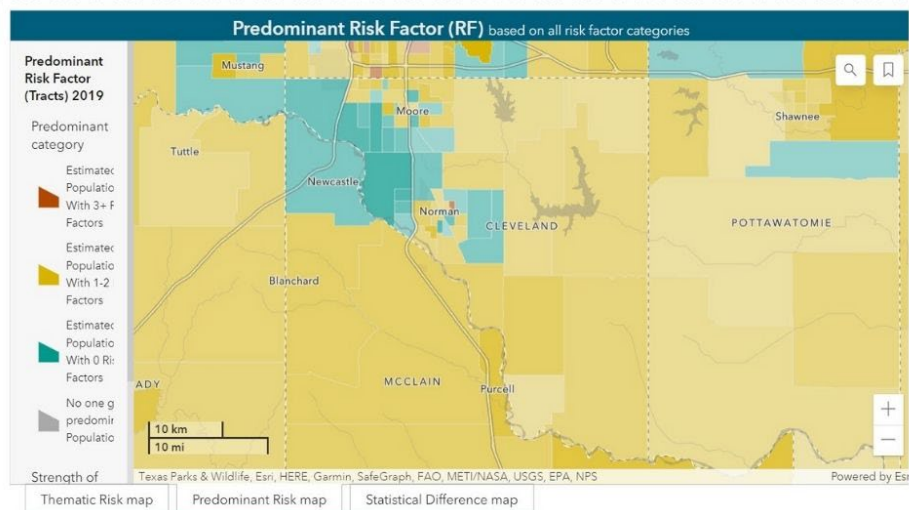 Predominant Risk Factor (RF) based on all risk factor categories
Predominant
Risk Factor
(Tracts) 2019
Predominant
category
Estimatec
Populatio
With 3+ F
Factors
Estimatec
Populatio
With 1-2
Factors
Estimatec
Populatio
With 0 Ri
Factors
No one g
predomir
Populatio
Strength of
Mustang
Moore
Shawnee
Tuttle
Newcastle
Norman
CLEVELAND
POTTAWATOMIE
Blanchard
ADY
MCCLAIN
Purcell
10 km
10 mi
+
−
Texas Parks & Wildlife, Esri, HERE, Garmin, SafeGraph, FAO, METI/NASA, USGS, EPA, NPS
Powered by Esr
Thematic Risk map
Predominant Risk map
Statistical Difference map